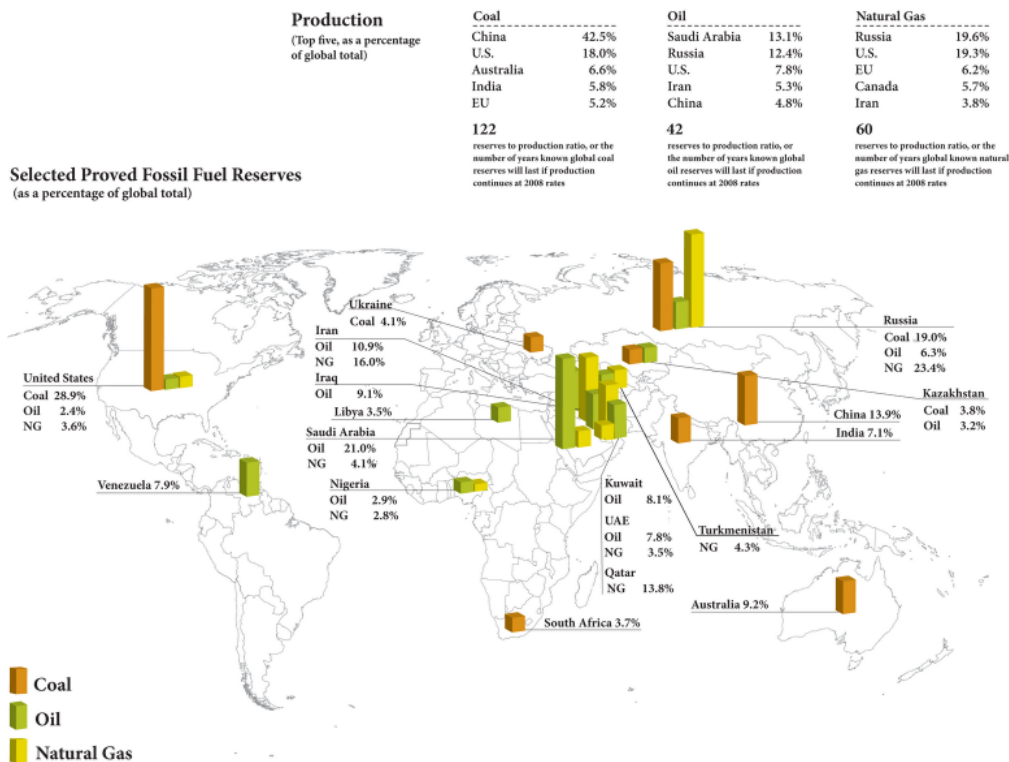 Production
(Top five, as a percentage
of global total)
Coal
China 42.5%
U.S. 18.0%
Australia 6.6%
India 5.8%
EU 5.2%
122
reserves to production ratio, or the
number of years known global coal
reserves will last if production
continues at 2008 rates
Oil
Saudi Arabia 13.1%
Russia 12.4%
U.S. 7.8%
Iran 5.3%
China 4.8%
42
reserves to production ratio, or
the number of years known global
oil reserves will last if production
continues at 2008 rates
Natural Gas
Russia 19.6%
U.S. 19.3%
EU 6.2%
Canada 5.7%
Iran 3.8%
60
reserves to production ratio, or the
number of years global known natural
gas reserves will last if production
continues at 2008 rates
Selected Proved Fossil Fuel Reserves
(as a percentage of global total)
Ukraine
Coal 4.1%
Iran
Oil 10.9%
NG 16.0%
Iraq
Oil 9.1%
Libya 3.5%
Saudi Arabia
Oil 21.0%
NG 4.1%
Nigeria
Oil 2.9%
NG 2.8%
United States
Coal 28.9%
Oil 2.4%
NG 3.6%
Venezuela 7.9%
Russia
Coal 19.0%
Oil 6.3%
NG 23.4%
Kazakhstan
Coal 3.8%
Oil 3.2%
China 13.9%
India 7.1%
Kuwait
Oil 8.1%
UAE
Oil 7.8%
NG 3.5%
Qatar
NG 13.8%
Turkmenistan
NG 4.3%
Australia 9.2%
South Africa 3.7%
Coal
Oil
Natural Gas